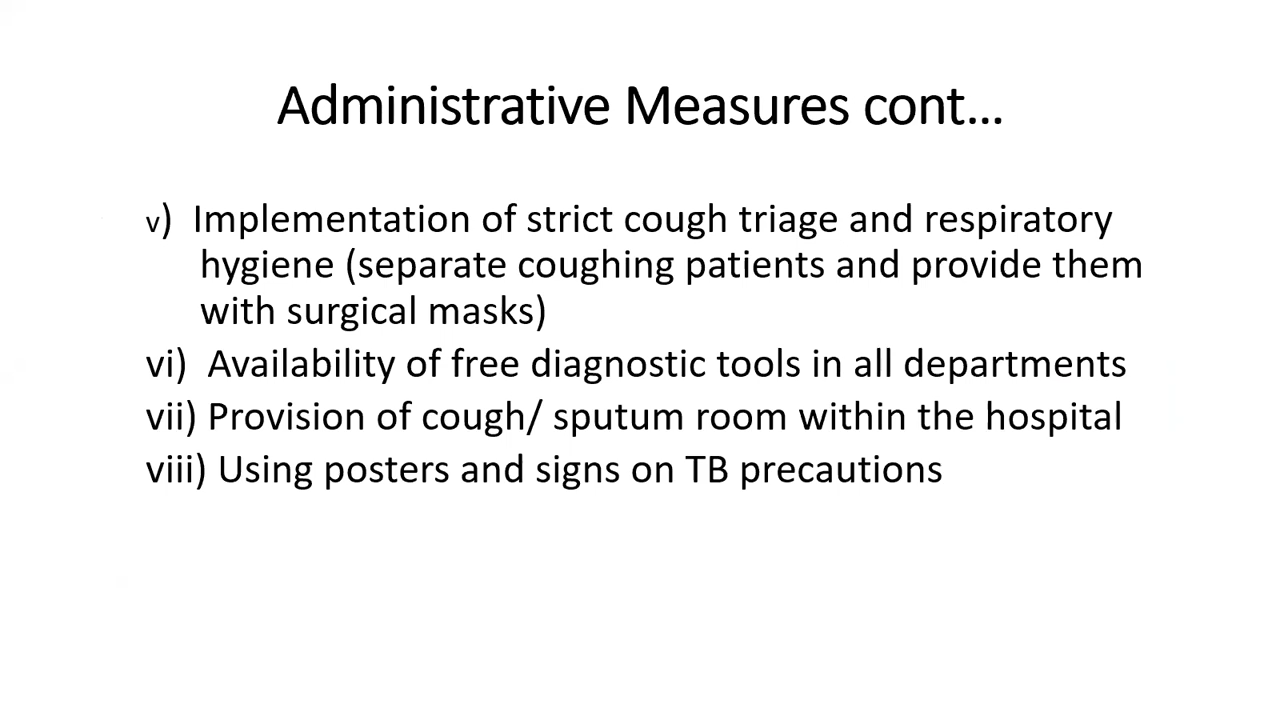 Administrative Measures cont...
v) Implementation of strict cough triage and respiratory
hygiene (separate coughing patients and provide them
with surgical masks)
vi) Availability of free diagnostic tools in all departments
vii) Provision of cough/ sputum room within the hospital
viii) Using posters and signs on TB precautions